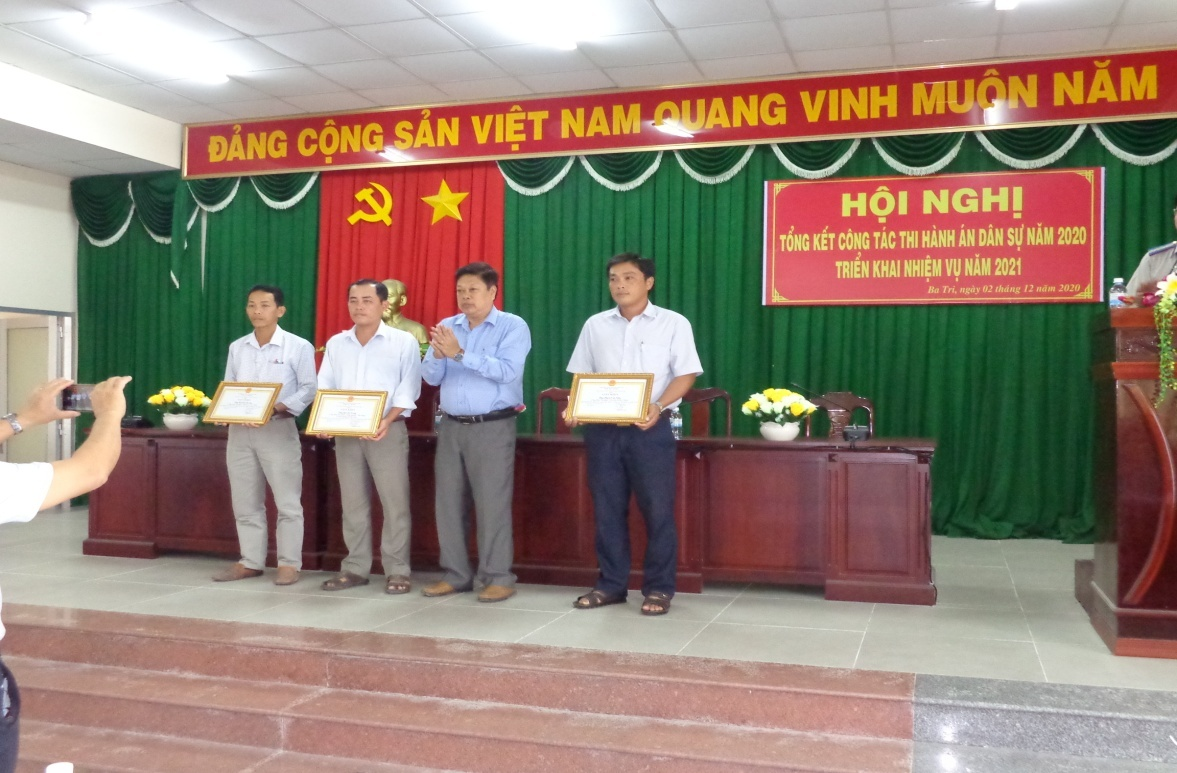 ĐẢNG CỘNG SẢN VIỆT NAM QUANG VINH MUÔN NĂM
HỘI NGHỊ
TỔNG KẾT CÔNG TÁC THI HÀNH ÁN DÂN SỰ NĂM 2020
TRIỂN KHAI NHIỆM VỤ NĂM 2021
Ba Tri, ngày 02 tháng 12 năm 2020